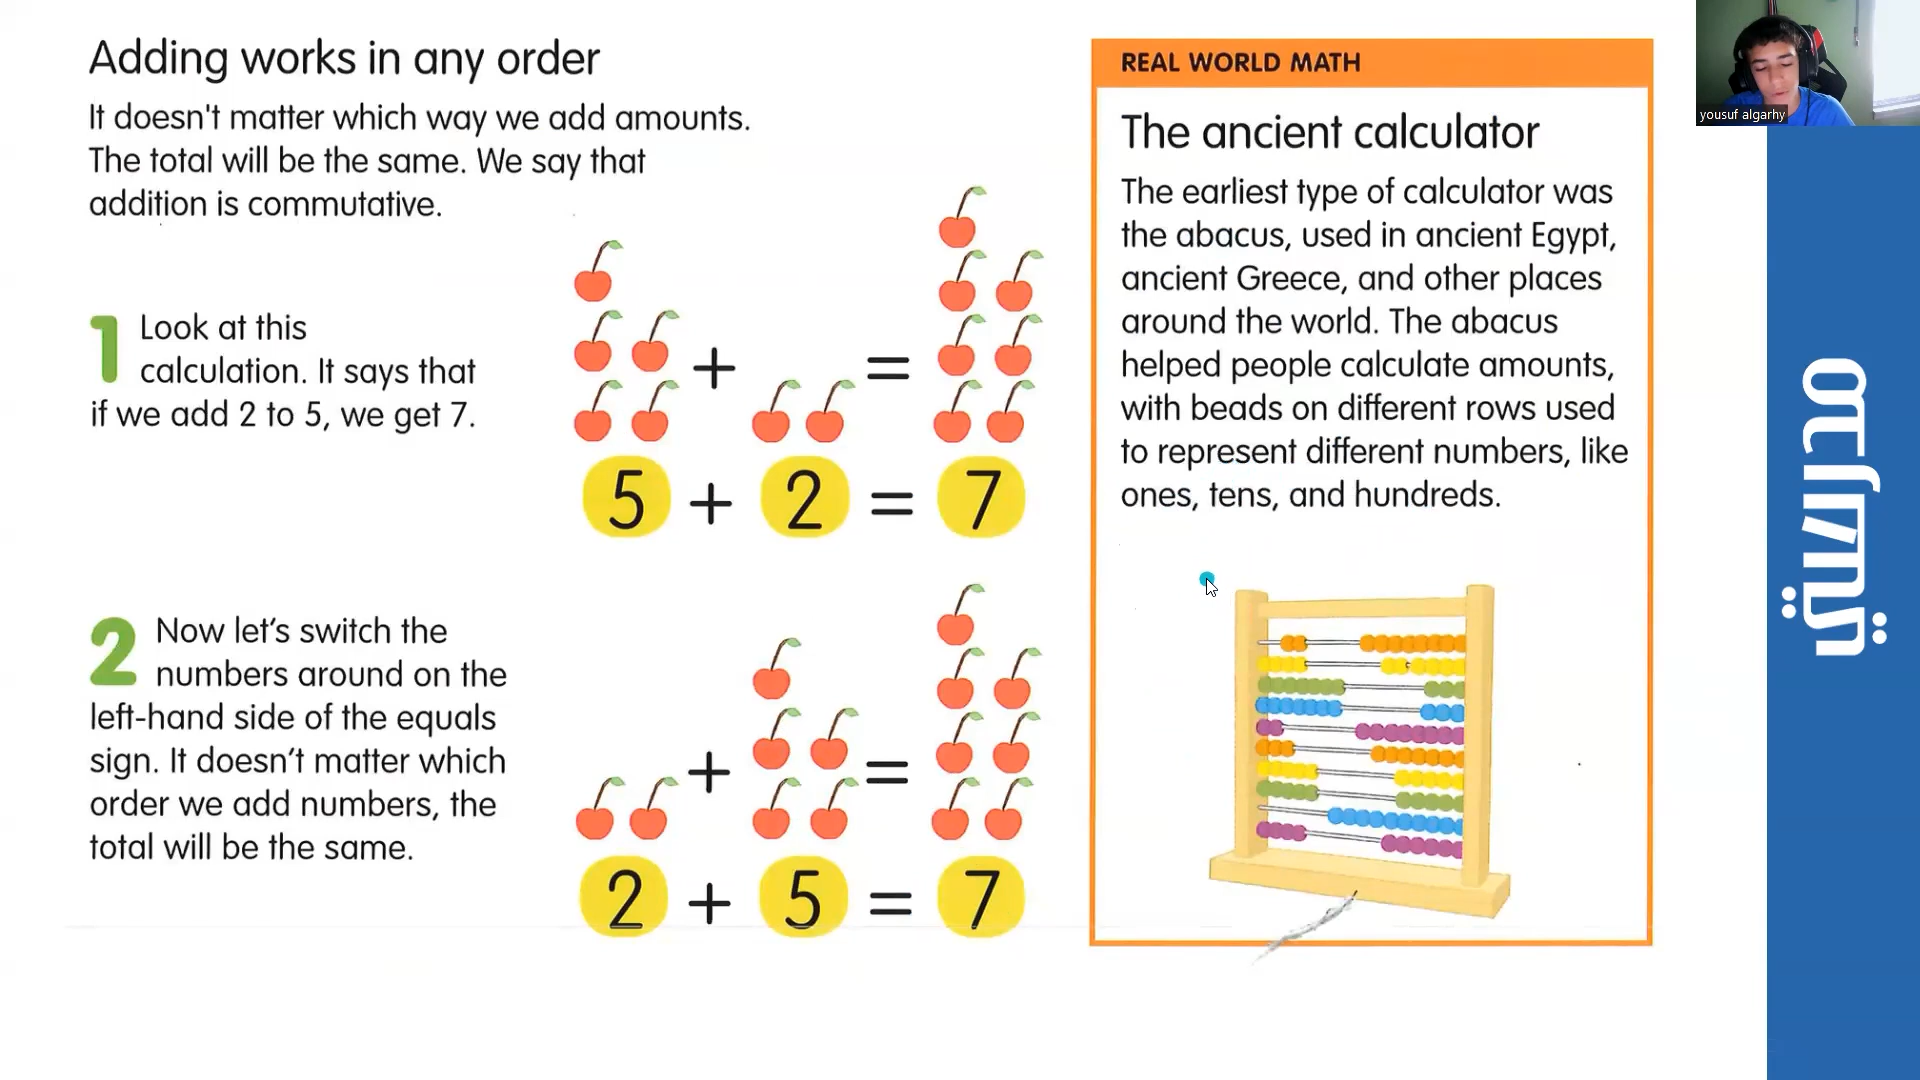 Adding works in any order
It doesn't matter which way we add amounts.
The total will be the same. We say that
addition is commutative.
1 Look at this
calculation. It says that
if we add 2 to 5, we get 7.
+ =
5 + 2 = 7
2 Now let's switch the
numbers around on the
left-hand side of the equals
sign. It doesn't matter which
order we add numbers, the
total will be the same.
+ =
2 + 5 = 7
REAL WORLD MATH
The ancient calculator
The earliest type of calculator was
the abacus, used in ancient Egypt,
ancient Greece, and other places
around the world. The abacus
helped people calculate amounts,
with beads on different rows used
to represent different numbers, like
ones, tens, and hundreds.
yousuf algarhy